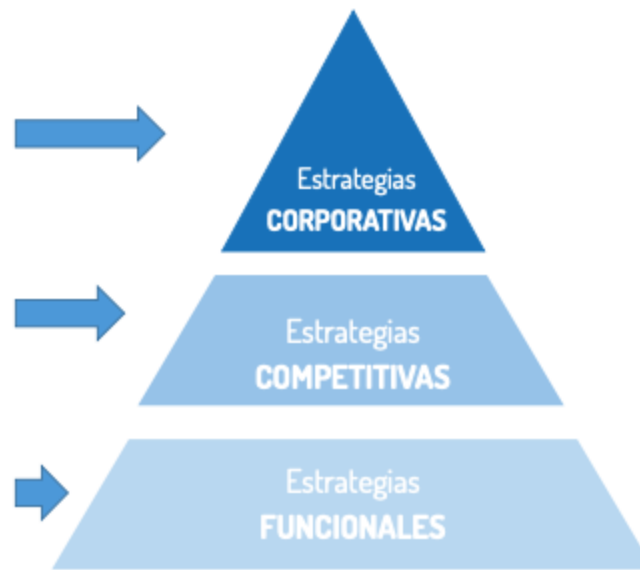 Estrategias
CORPORATIVAS
Estrategias
COMPETITIVAS
Estrategias
FUNCIONALES